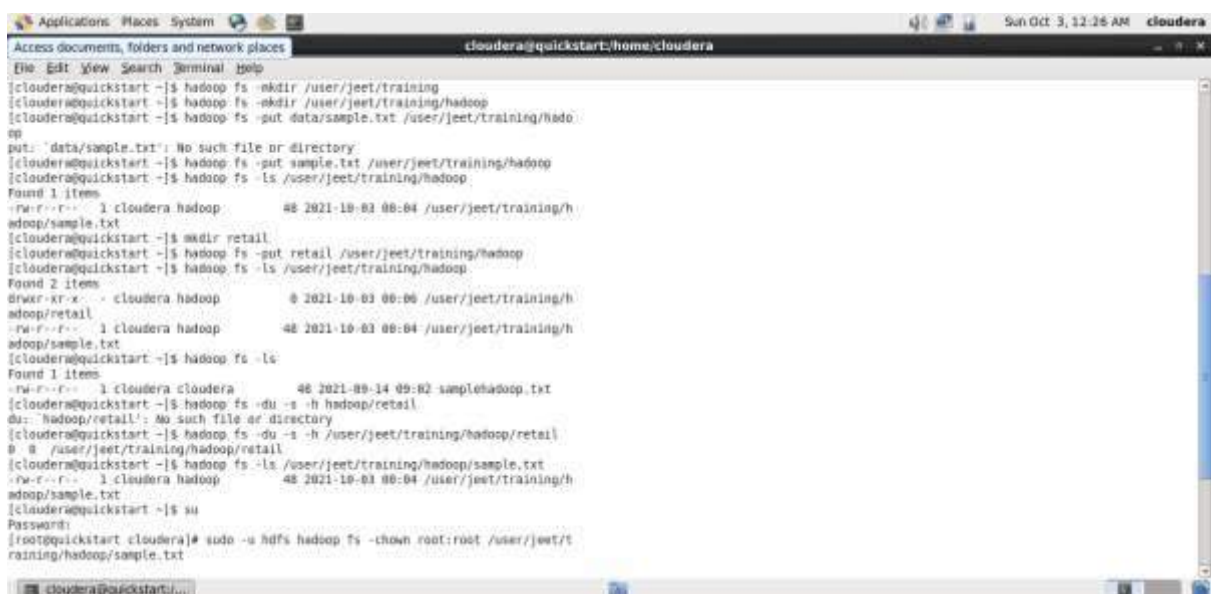 Applications Places System
Sun Oct 3, 12:26 AM cloudera
Access documents, folders and network places
cloudera@quickstart:/home/cloudera
File Edit View Search Terminal Help
[cloudera@quickstart ~]$ hadoop fs -mkdir /user/jeet/training
[cloudera@quickstart ~]$ hadoop fs -mkdir /user/jeet/training/hadoop
[cloudera@quickstart ~]$ hadoop fs -put data/sample.txt /user/jeet/training/hado
op
put: `data/sample.txt': No such file or directory
[cloudera@quickstart ~]$ hadoop fs -put sample.txt /user/jeet/training/hadoop
[cloudera@quickstart ~]$ hadoop fs -ls /user/jeet/training/hadoop
Found 1 items
-rw-r--r-- 1 cloudera hadoop 48 2021-10-03 00:04 /user/jeet/training/h
adoop/sample.txt
[cloudera@quickstart ~]$ mkdir retail
[cloudera@quickstart ~]$ hadoop fs -put retail /user/jeet/training/hadoop
[cloudera@quickstart ~]$ hadoop fs -ls /user/jeet/training/hadoop
Found 2 items
drwxr-xr-x - cloudera hadoop 0 2021-10-03 00:06 /user/jeet/training/h
adoop/retail
-rw-r--r-- 1 cloudera hadoop 48 2021-10-03 00:04 /user/jeet/training/h
adoop/sample.txt
[cloudera@quickstart ~]$ hadoop fs -ls
Found 1 items
-rw-r--r-- 1 cloudera cloudera 48 2021-09-14 09:02 samplehadoop.txt
[cloudera@quickstart ~]$ hadoop fs -du -s -h hadoop/retail
du: `hadoop/retail': No such file or directory
[cloudera@quickstart ~]$ hadoop fs -du -s -h /user/jeet/training/hadoop/retail
0 0 /user/jeet/training/hadoop/retail
[cloudera@quickstart ~]$ hadoop fs -ls /user/jeet/training/hadoop/sample.txt
-rw-r--r-- 1 cloudera hadoop 48 2021-10-03 00:04 /user/jeet/training/h
adoop/sample.txt
[cloudera@quickstart ~]$ su
Password:
[root@quickstart cloudera]# sudo -u hdfs hadoop fs -chown root:root /user/jeet/t
raining/hadoop/sample.txt
cloudera@quickstart:/...